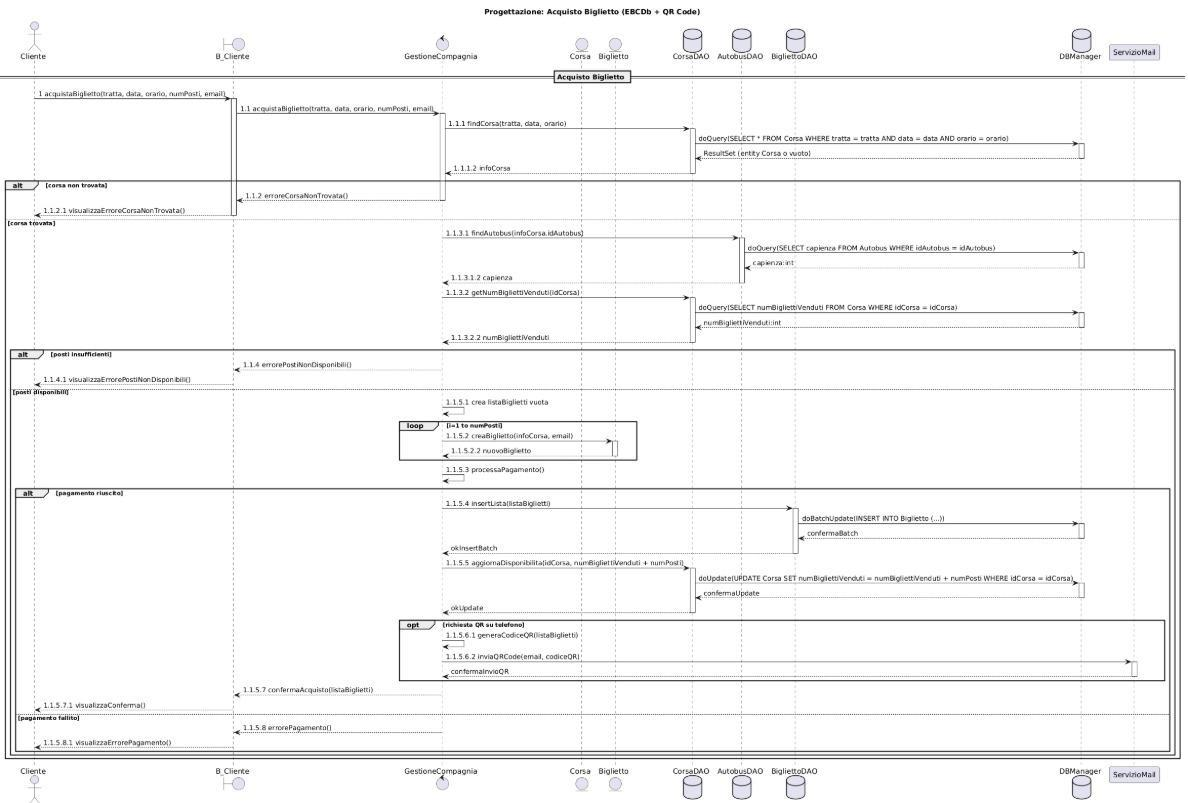 Progettazione: Acquisto Biglietto (EBCDb + QR Code)
Cliente
B_Cliente
GestioneCompagnia
Corsa
Biglietto
CorsaDAO
AutobusDAO
BigliettoDAO
DBManager
ServizioMail
Acquisto Biglietto
1 acquistaBiglietto(tratta, data, orario, numPosti, email)
1.1 acquistaBiglietto(tratta, data, orario, numPosti, email)
1.1.1 findCorsa(tratta, data, orario)
doQuery(SELECT * FROM Corsa WHERE tratta = tratta AND data = data AND orario = orario)
ResultSet (entity Corsa o vuoto)
1.1.1.2 infoCorsa
alt [corsa non trovata]
1.1.2 erroreCorsaNonTrovata()
1.1.2.1 visualizzaErroreCorsaNonTrovata()
[corsa trovata]
1.1.3.1 findAutobus(infoCorsa.idAutobus)
doQuery(SELECT capienza FROM Autobus WHERE idAutobus = idAutobus)
capienza:int
1.1.3.1.2 capienza
1.1.3.2 getNumBigliettiVenduti(idCorsa)
doQuery(SELECT numBigliettiVenduti FROM Corsa WHERE idCorsa = idCorsa)
numBigliettiVenduti:int
1.1.3.2.2 numBigliettiVenduti
alt [posti insufficienti]
1.1.4 errorePostiNonDisponibili()
1.1.4.1 visualizzaErrorePostiNonDisponibili()
[posti disponibili]
1.1.5.1 crea listaBiglietti vuota
loop [i=1 to numPosti]
1.1.5.2 creaBiglietto(infoCorsa, email)
1.1.5.2.2 nuovoBiglietto
1.1.5.3 processaPagamento()
alt [pagamento riuscito]
1.1.5.4 insertLista(listaBiglietti)
doBatchUpdate(INSERT INTO Biglietto (...))
confermaBatch
okInsertBatch
1.1.5.5 aggiornaDisponibilita(idCorsa, numBigliettiVenduti + numPosti)
doUpdate(UPDATE Corsa SET numBigliettiVenduti = numBigliettiVenduti + numPosti WHERE idCorsa = idCorsa)
confermaUpdate
okUpdate
opt [richiesta QR su telefono]
1.1.5.6.1 generaCodiceQR(listaBiglietti)
1.1.5.6.2 inviaQRCode(email, codiceQR)
confermaInvioQR
1.1.5.7 confermaAcquisto(listaBiglietti)
1.1.5.7.1 visualizzaConferma()
[pagamento fallito]
1.1.5.8 errorePagamento()
1.1.5.8.1 visualizzaErrorePagamento()
Cliente
B_Cliente
GestioneCompagnia
Corsa
Biglietto
CorsaDAO
AutobusDAO
BigliettoDAO
DBManager
ServizioMail